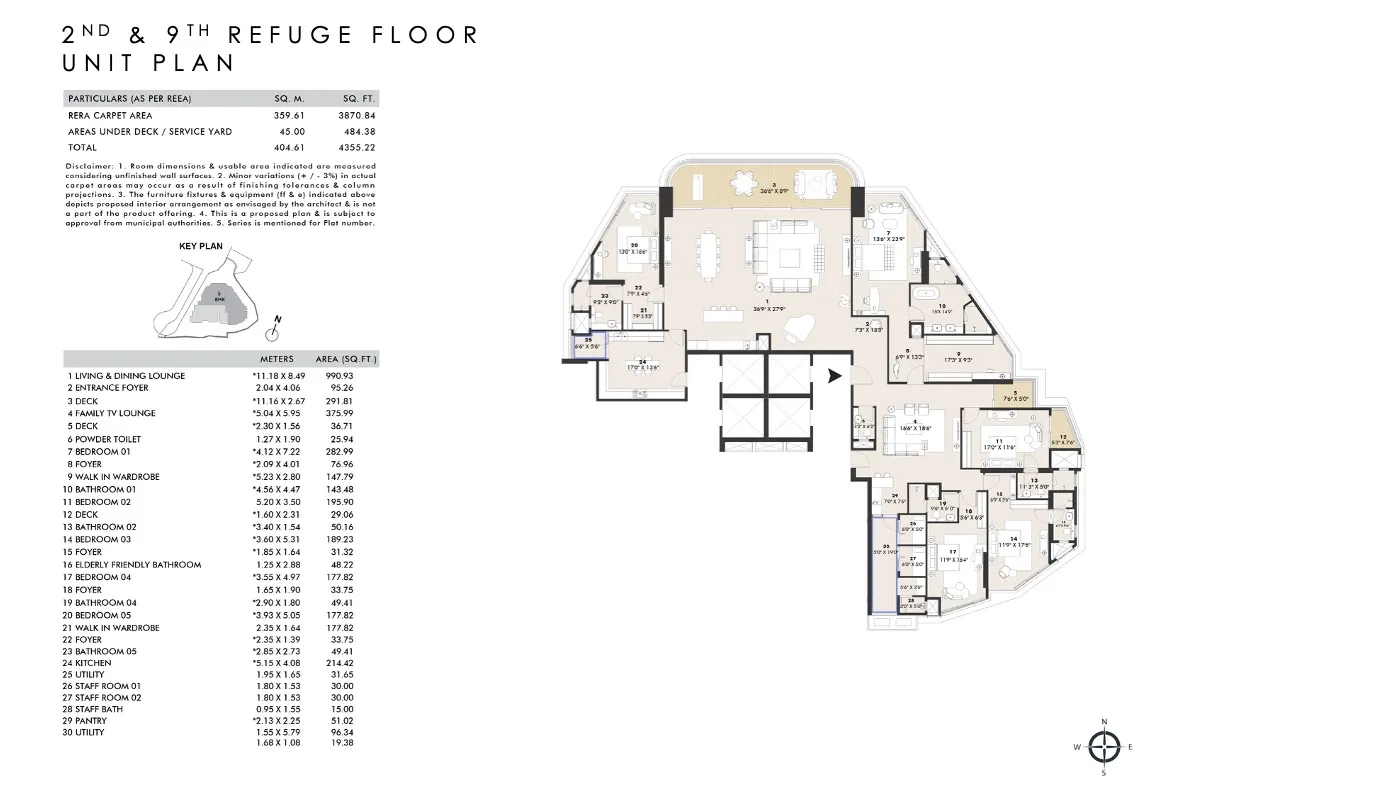 2ND & 9TH REFUGE FLOOR
UNIT PLAN
PARTICULARS (AS PER REEA) SQ. M. SQ. FT.
RERA CARPET AREA 359.61 3870.84
AREAS UNDER DECK / SERVICE YARD 45.00 484.38
TOTAL 404.61 4355.22
Disclaimer: 1. Room dimensions & usable area indicated are measured
considering unfinished wall surfaces. 2. Minor variations (+ / - 3%) in actual
carpet areas may occur as a result of finishing tolerances & column
projections. 3. The furniture fixtures & equipment (ff & e) indicated above
depicts proposed interior arrangement as envisaged by the architect & is not
a part of the product offering. 4. This is a proposed plan & is subject to
approval from municipal authorities. 5. Series is mentioned for Flat number.
KEY PLAN
5
BHK
N
METERS AREA (SQ.FT.)
1 LIVING & DINING LOUNGE *11.18 X 8.49 990.93
2 ENTRANCE FOYER 2.04 X 4.06 95.26
3 DECK *11.16 X 2.67 291.81
4 FAMILY TV LOUNGE *5.04 X 5.95 375.99
5 DECK *2.30 X 1.56 36.71
6 POWDER TOILET 1.27 X 1.90 25.94
7 BEDROOM 01 *4.12 X 7.22 282.99
8 FOYER *2.09 X 4.01 76.96
9 WALK IN WARDROBE *5.23 X 2.80 147.79
10 BATHROOM 01 *4.56 X 4.47 143.48
11 BEDROOM 02 5.20 X 3.50 195.90
12 DECK *1.60 X 2.31 29.06
13 BATHROOM 02 *3.40 X 1.54 50.16
14 BEDROOM 03 *3.60 X 5.31 189.23
15 FOYER *1.85 X 1.64 31.32
16 ELDERLY FRIENDLY BATHROOM 1.25 X 2.88 48.22
17 BEDROOM 04 *3.55 X 4.97 177.82
18 FOYER 1.65 X 1.90 33.75
19 BATHROOM 04 *2.90 X 1.80 49.41
20 BEDROOM 05 *3.93 X 5.05 177.82
21 WALK IN WARDROBE 2.35 X 1.64 177.82
22 FOYER *2.35 X 1.39 33.75
23 BATHROOM 05 *2.85 X 2.73 49.41
24 KITCHEN *5.15 X 4.08 214.42
25 UTILITY 1.95 X 1.65 31.65
26 STAFF ROOM 01 1.80 X 1.53 30.00
27 STAFF ROOM 02 1.80 X 1.53 30.00
28 STAFF BATH 0.95 X 1.55 15.00
29 PANTRY *2.13 X 2.25 51.02
30 UTILITY 1.55 X 5.79 96.34
1.68 X 1.08 19.38
3
36'6" X 8'9"
7
13'6" X 23'9"
20
13'0" X 16'6"
22
7'9" X 4'6"
23
9'3" X 9'0"
21
7'9" X 5'3"
1
36'9" X 27'9"
10
15' X 14'9"
2
7'3" X 13'5"
25
6'6" X 5'6"
8
6'9" X 13'3"
9
17'3" X 9'3"
24
17'0" X 13'6"
5
7'6" X 5'0"
6
4
16'6" X 18'6"
11
17'0" X 11'6"
12
5'3" X 7'6"
13
11' 3" X 5'0"
15
6'0" X 5'6"
29
7'0" X 7'6"
19
9'6" X 6' 0"
18
5'6" X 6'3"
26
6'0" X 5'0"
14
11'9" X 17'5"
30
5'0" X 19'0"
17
11'9" X 16'4"
27
6'0" X 5'0"
5'6" X 3'6"
28
3'0" X 5'0"
N
W E
S